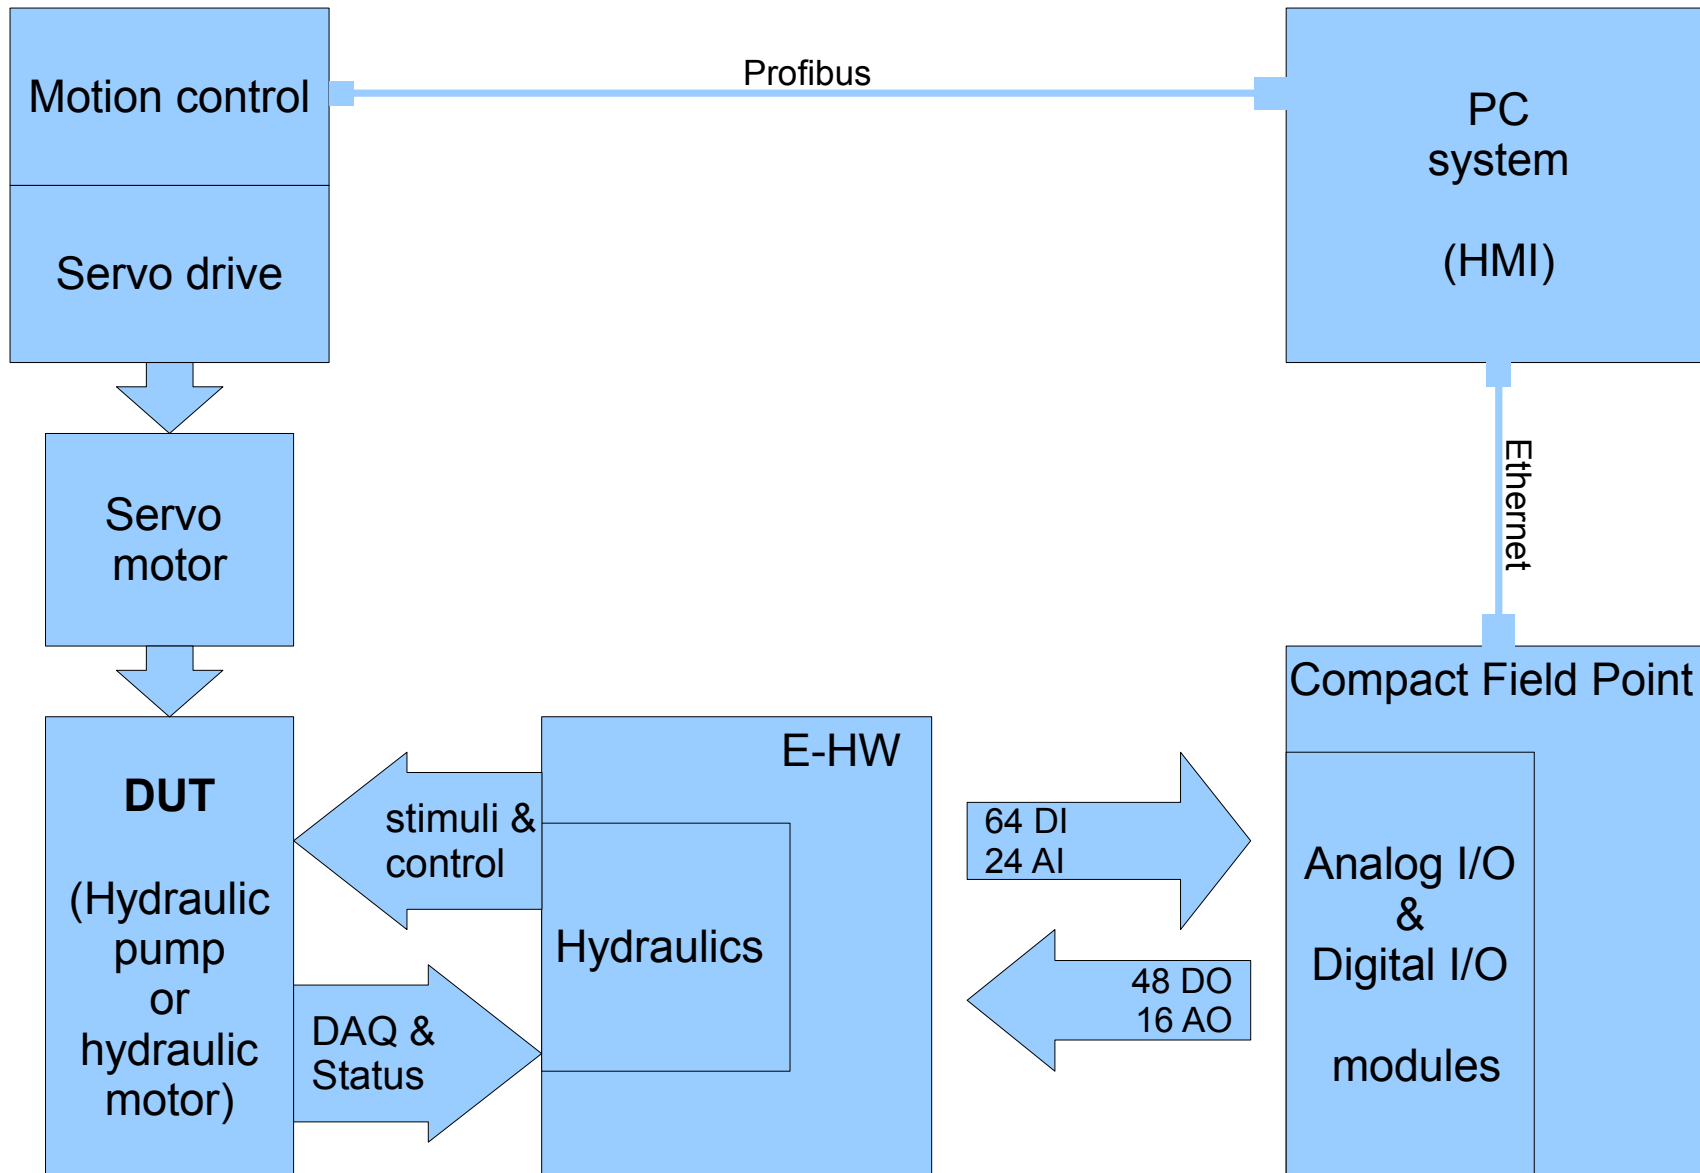 Motion control
Profibus
PC
system
(HMI)
Servo drive
Servo
motor
Ethernet
Compact Field Point
DUT
(Hydraulic
pump
or
hydraulic
motor)
stimuli &
control
DAQ &
Status
E-HW
Hydraulics
64 DI
24 AI
48 DO
16 AO
Analog I/O
&
Digital I/O
modules